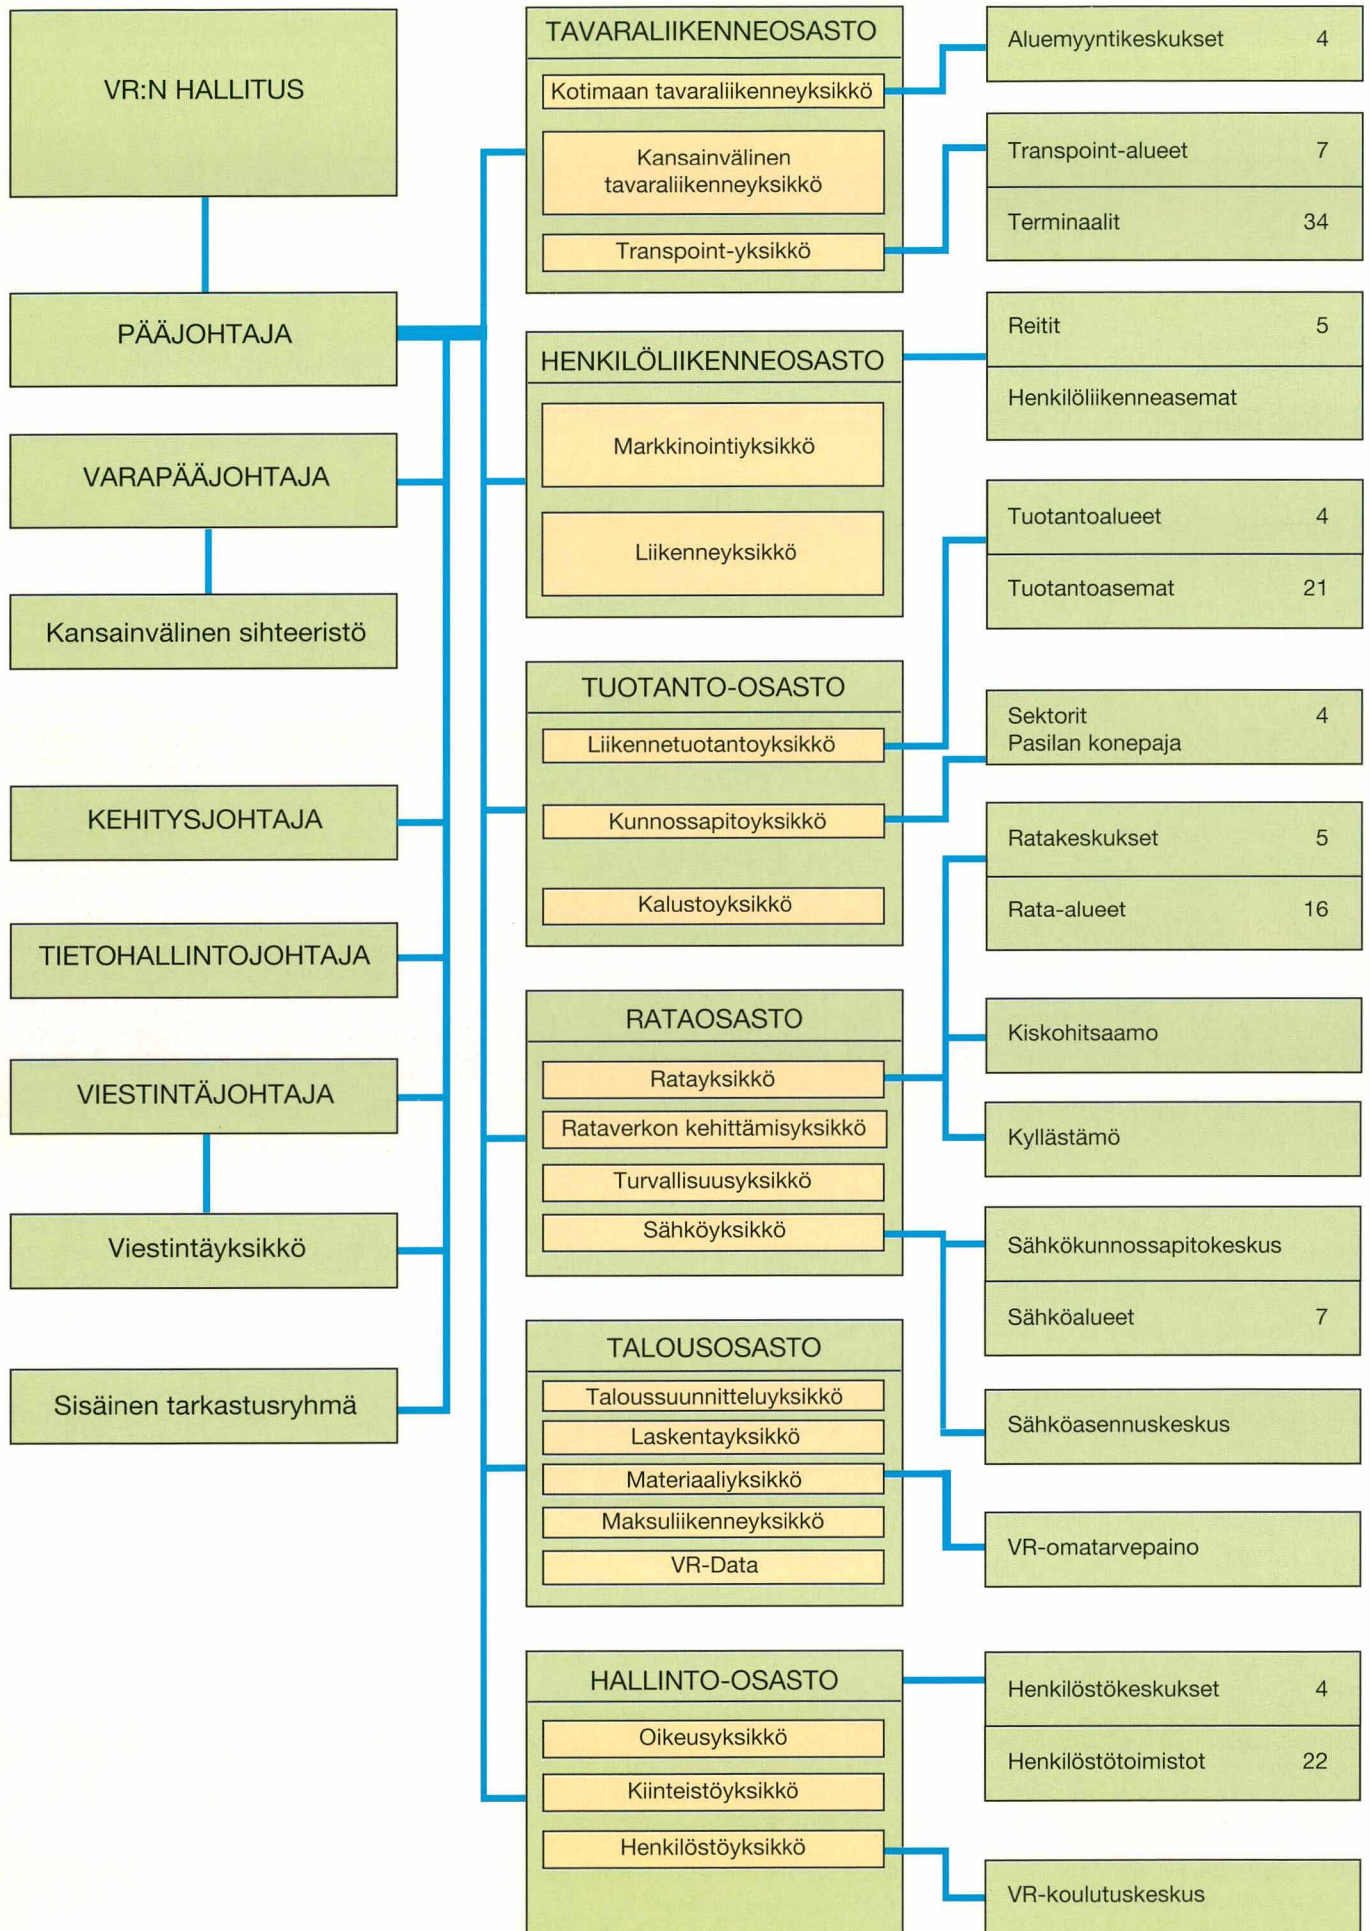 VR:N HALLITUS
PÄÄJOHTAJA
VARAPÄÄJOHTAJA
Kansainvälinen sihteeristö
KEHITYSJOHTAJA
TIETOHALLINTOJOHTAJA
VIESTINTÄJOHTAJA
Viestintäyksikkö
Sisäinen tarkastusryhmä
TAVARALIIKENNEOSASTO
Kotimaan tavaraliikenneyksikkö
Kansainvälinen
tavaraliikenneyksikkö
Transpoint-yksikkö
HENKILÖLIIKENNEOSASTO
Markkinointiyksikkö
Liikenneyksikkö
TUOTANTO-OSASTO
Liikennetuotantoyksikkö
Kunnossapitoyksikkö
Kalustoyksikkö
RATAOSASTO
Ratayksikkö
Rataverkon kehittämisyksikkö
Turvallisuusyksikkö
Sähköyksikkö
TALOUSOSASTO
Taloussuunnitteluyksikkö
Laskentayksikkö
Materiaaliyksikkö
Maksuliikenneyksikkö
VR-Data
HALLINTO-OSASTO
Oikeusyksikkö
Kiinteistöyksikkö
Henkilöstöyksikkö
Aluemyyntikeskukset 4
Transpoint-alueet 7
Terminaalit 34
Reitit 5
Henkilöliikenneasemat
Tuotantoalueet 4
Tuotantoasemat 21
Sektorit 4
Pasilan konepaja
Ratakeskukset 5
Rata-alueet 16
Kiskohitsaamo
Kyllästämö
Sähkökunnossapitokeskus
Sähköalueet 7
Sähköasennuskeskus
VR-omatarvepaino
Henkilöstökeskukset 4
Henkilöstötoimistot 22
VR-koulutuskeskus